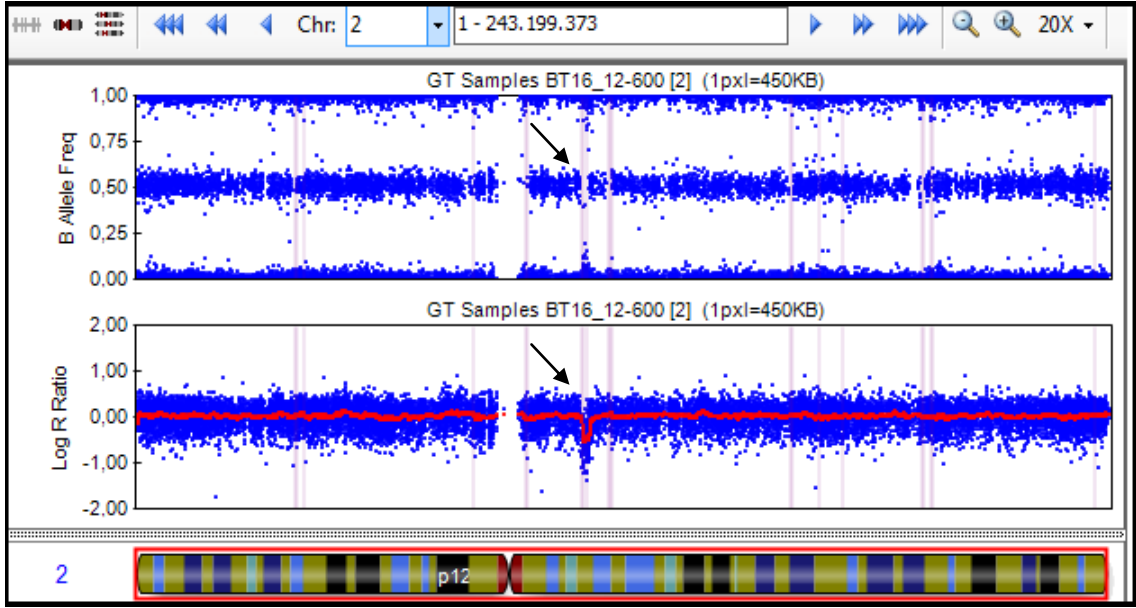 Chr: 2 1 - 243.199.373 20X
GT Samples BT16_12-600 [2] (1pxl=450KB)
1,00
0,75
0,50
0,25
0,00
B Allele Freq
GT Samples BT16_12-600 [2] (1pxl=450KB)
2,00
1,00
0,00
-1,00
-2,00
Log R Ratio
2 p12